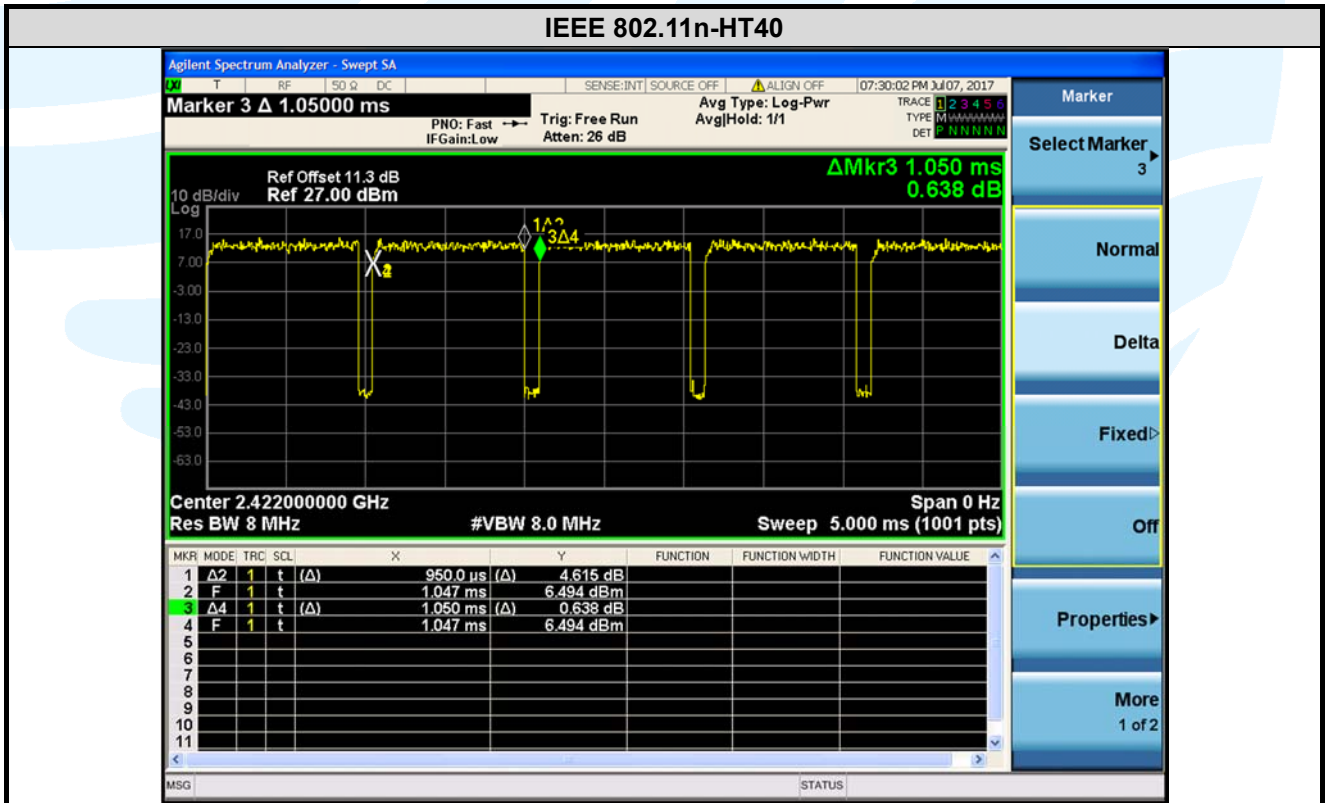 IEEE 802.11n-HT40
Agilent Spectrum Analyzer - Swept SA
LXI T RF 50 Ω DC SENSE:INT SOURCE OFF ALIGN OFF 07:30:02 PM Jul 07, 2017
Marker 3 Δ 1.05000 ms
PNO: Fast
IFGain:Low
Trig: Free Run
Atten: 26 dB
Avg Type: Log-Pwr
Avg|Hold: 1/1
TRACE 1 2 3 4 5 6
TYPE M
DET P N N N N N
ΔMkr3 1.050 ms
0.638 dB
Ref Offset 11.3 dB
10 dB/div Ref 27.00 dBm
Log
17.0
7.00
-3.00
-13.0
-23.0
-33.0
-43.0
-53.0
-63.0
3Δ4
Center 2.422000000 GHz Span 0 Hz
Res BW 8 MHz #VBW 8.0 MHz Sweep 5.000 ms (1001 pts)
MKR MODE TRC SCL X Y FUNCTION FUNCTION WIDTH FUNCTION VALUE
1 Δ2 1 t (Δ) 950.0 µs (Δ) 4.615 dB
2 F 1 t 1.047 ms 6.494 dBm
3 Δ4 1 t (Δ) 1.050 ms (Δ) 0.638 dB
4 F 1 t 1.047 ms 6.494 dBm
5
6
7
8
9
10
11
MSG STATUS
Marker
Select Marker
3
Normal
Delta
Fixed
Off
Properties
More
1 of 2